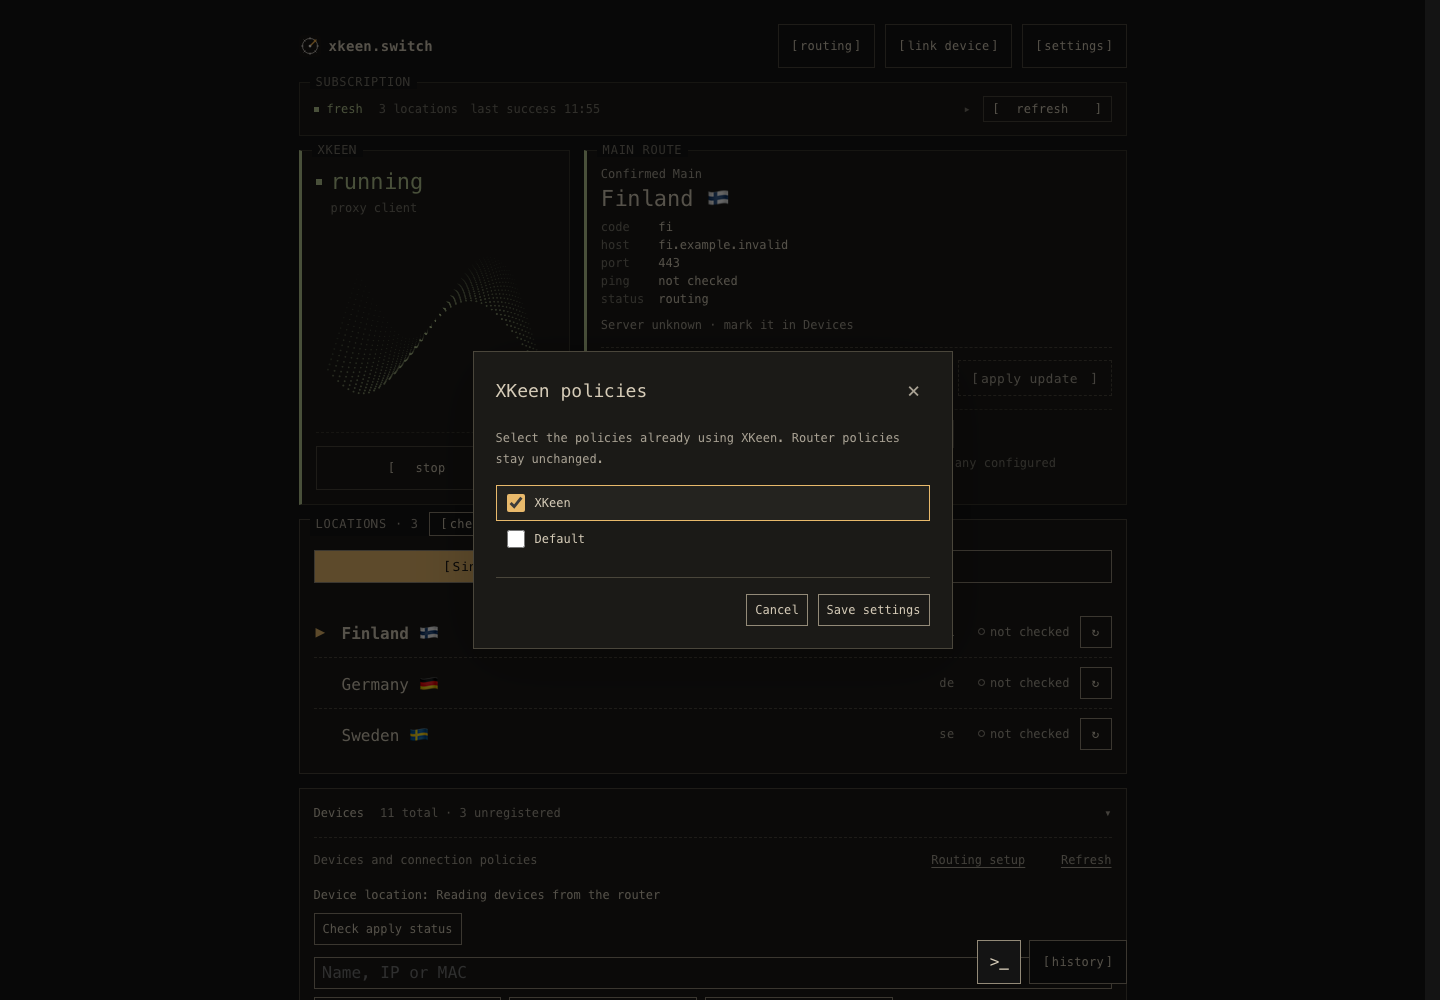 xkeen.switch
[routing] [link device] [settings]
SUBSCRIPTION
fresh 3 locations last success 11:55 ▸ [ refresh ]
XKEEN
running
proxy client
[ stop
MAIN ROUTE
Confirmed Main
Finland
code fi
host fi.example.invalid
port 443
ping not checked
status routing
Server unknown · mark it in Devices
[apply update ]
any configured
XKeen policies ×
Select the policies already using XKeen. Router policies
stay unchanged.
XKeen
Default
Cancel Save settings
LOCATIONS · 3 [che
[Sin
▶ Finland not checked ↻
Germany de not checked ↻
Sweden se not checked ↻
Devices 11 total · 3 unregistered ▾
Devices and connection policies Routing setup Refresh
Device location: Reading devices from the router
Check apply status
Name, IP or MAC
>_ [history]